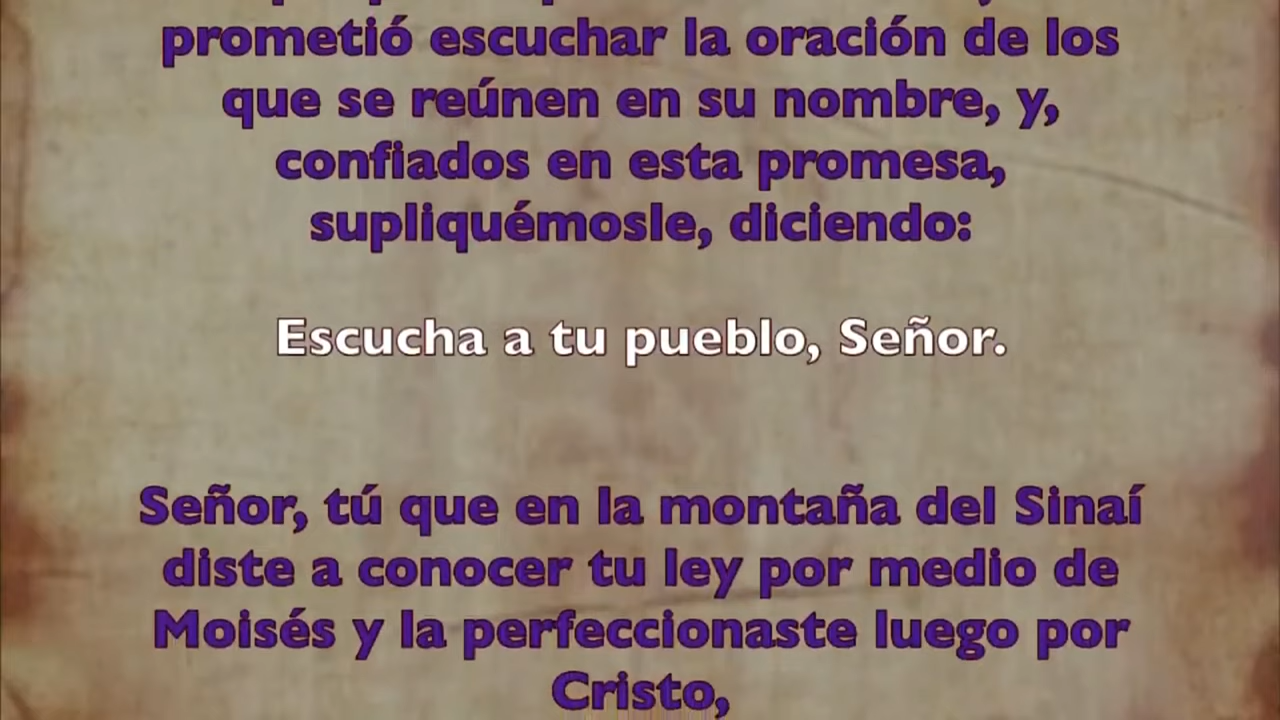 prometió escuchar la oración de los
que se reúnen en su nombre, y,
confiados en esta promesa,
supliquémosle, diciendo:
Escucha a tu pueblo, Señor.
Señor, tú que en la montaña del Sinaí
diste a conocer tu ley por medio de
Moisés y la perfeccionaste luego por
Cristo,